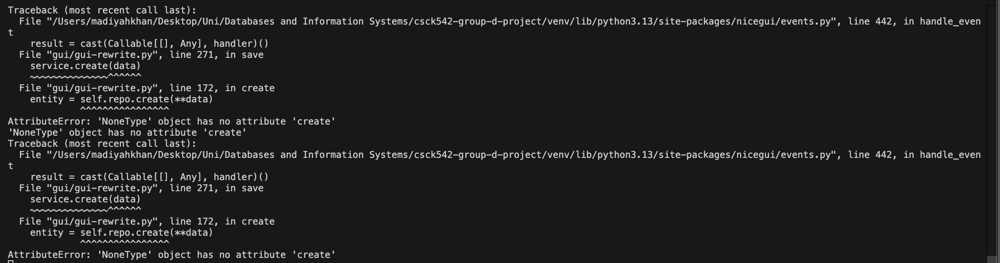 Traceback (most recent call last):
  File "/Users/madiyahkhan/Desktop/Uni/Databases and Information Systems/csck542-group-d-project/venv/lib/python3.13/site-packages/nicegui/events.py", line 442, in handle_even
t
    result = cast(Callable[[], Any], handler)()
  File "gui/gui-rewrite.py", line 271, in save
    service.create(data)
    ~~~~~~~~~~~~~~^^^^^^
  File "gui/gui-rewrite.py", line 172, in create
    entity = self.repo.create(**data)
             ^^^^^^^^^^^^^^^^
AttributeError: 'NoneType' object has no attribute 'create'
'NoneType' object has no attribute 'create'
Traceback (most recent call last):
  File "/Users/madiyahkhan/Desktop/Uni/Databases and Information Systems/csck542-group-d-project/venv/lib/python3.13/site-packages/nicegui/events.py", line 442, in handle_even
t
    result = cast(Callable[[], Any], handler)()
  File "gui/gui-rewrite.py", line 271, in save
    service.create(data)
    ~~~~~~~~~~~~~~^^^^^^
  File "gui/gui-rewrite.py", line 172, in create
    entity = self.repo.create(**data)
             ^^^^^^^^^^^^^^^^
AttributeError: 'NoneType' object has no attribute 'create'